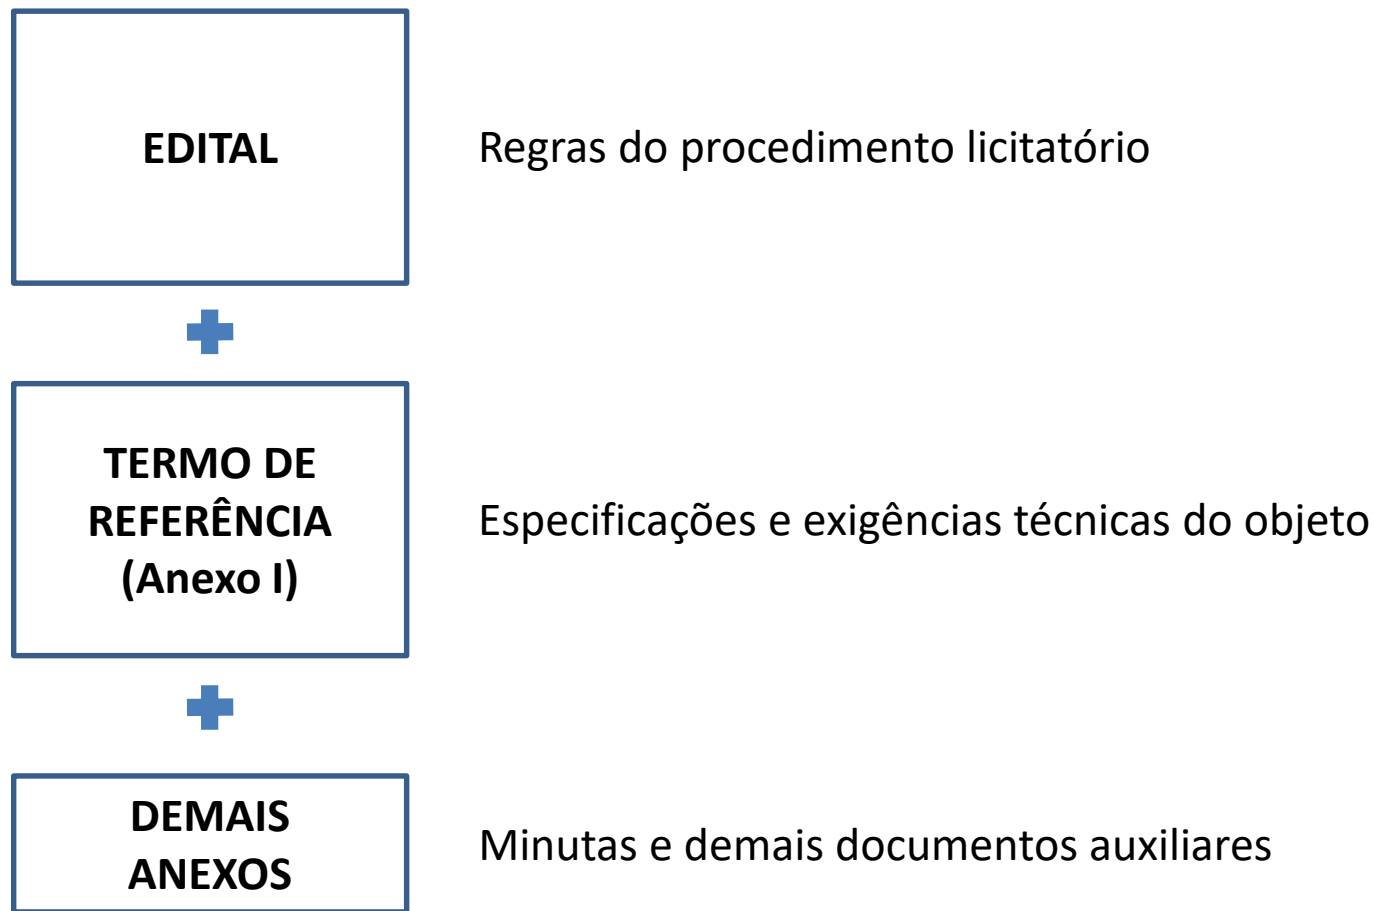 EDITAL
Regras do procedimento licitatório
TERMO DE
REFERÊNCIA
(Anexo I)
Especificações e exigências técnicas do objeto
DEMAIS
ANEXOS
Minutas e demais documentos auxiliares